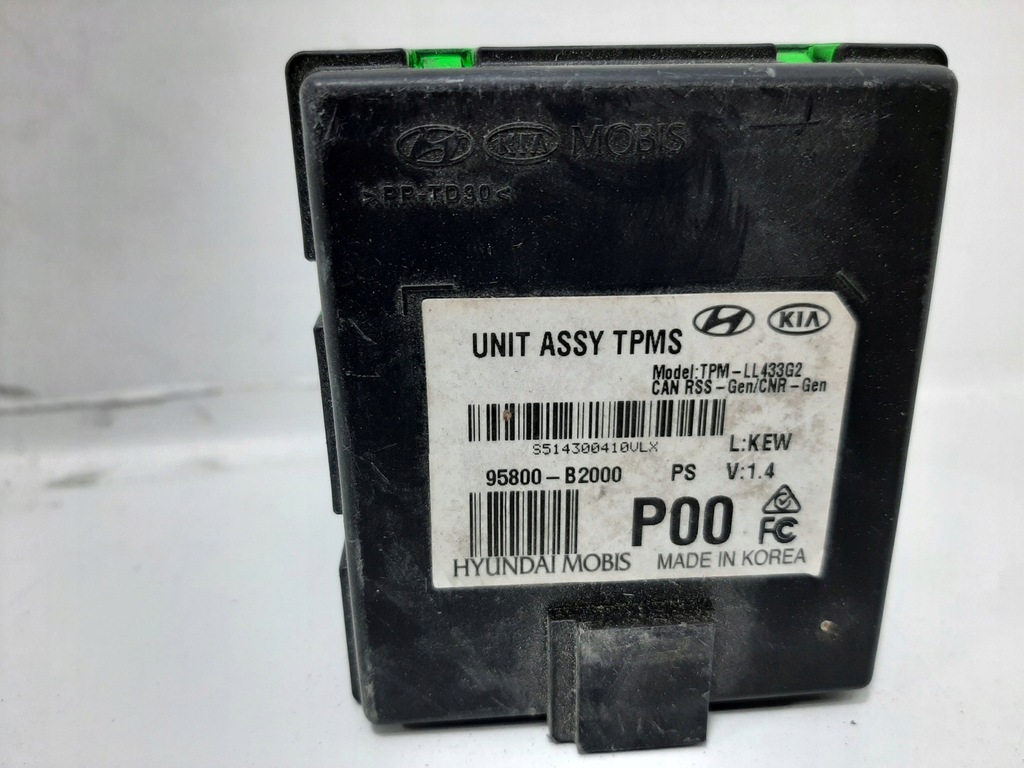 KIA MOBIS
>PP-TD30<
UNIT ASSY TPMS KIA
Model:TPM-LL433G2
CAN RSS-Gen/CNR-Gen
S514300410VLX L:KEW
95800-B2000 PS V:1.4
P00 FC
HYUNDAI MOBIS MADE IN KOREA